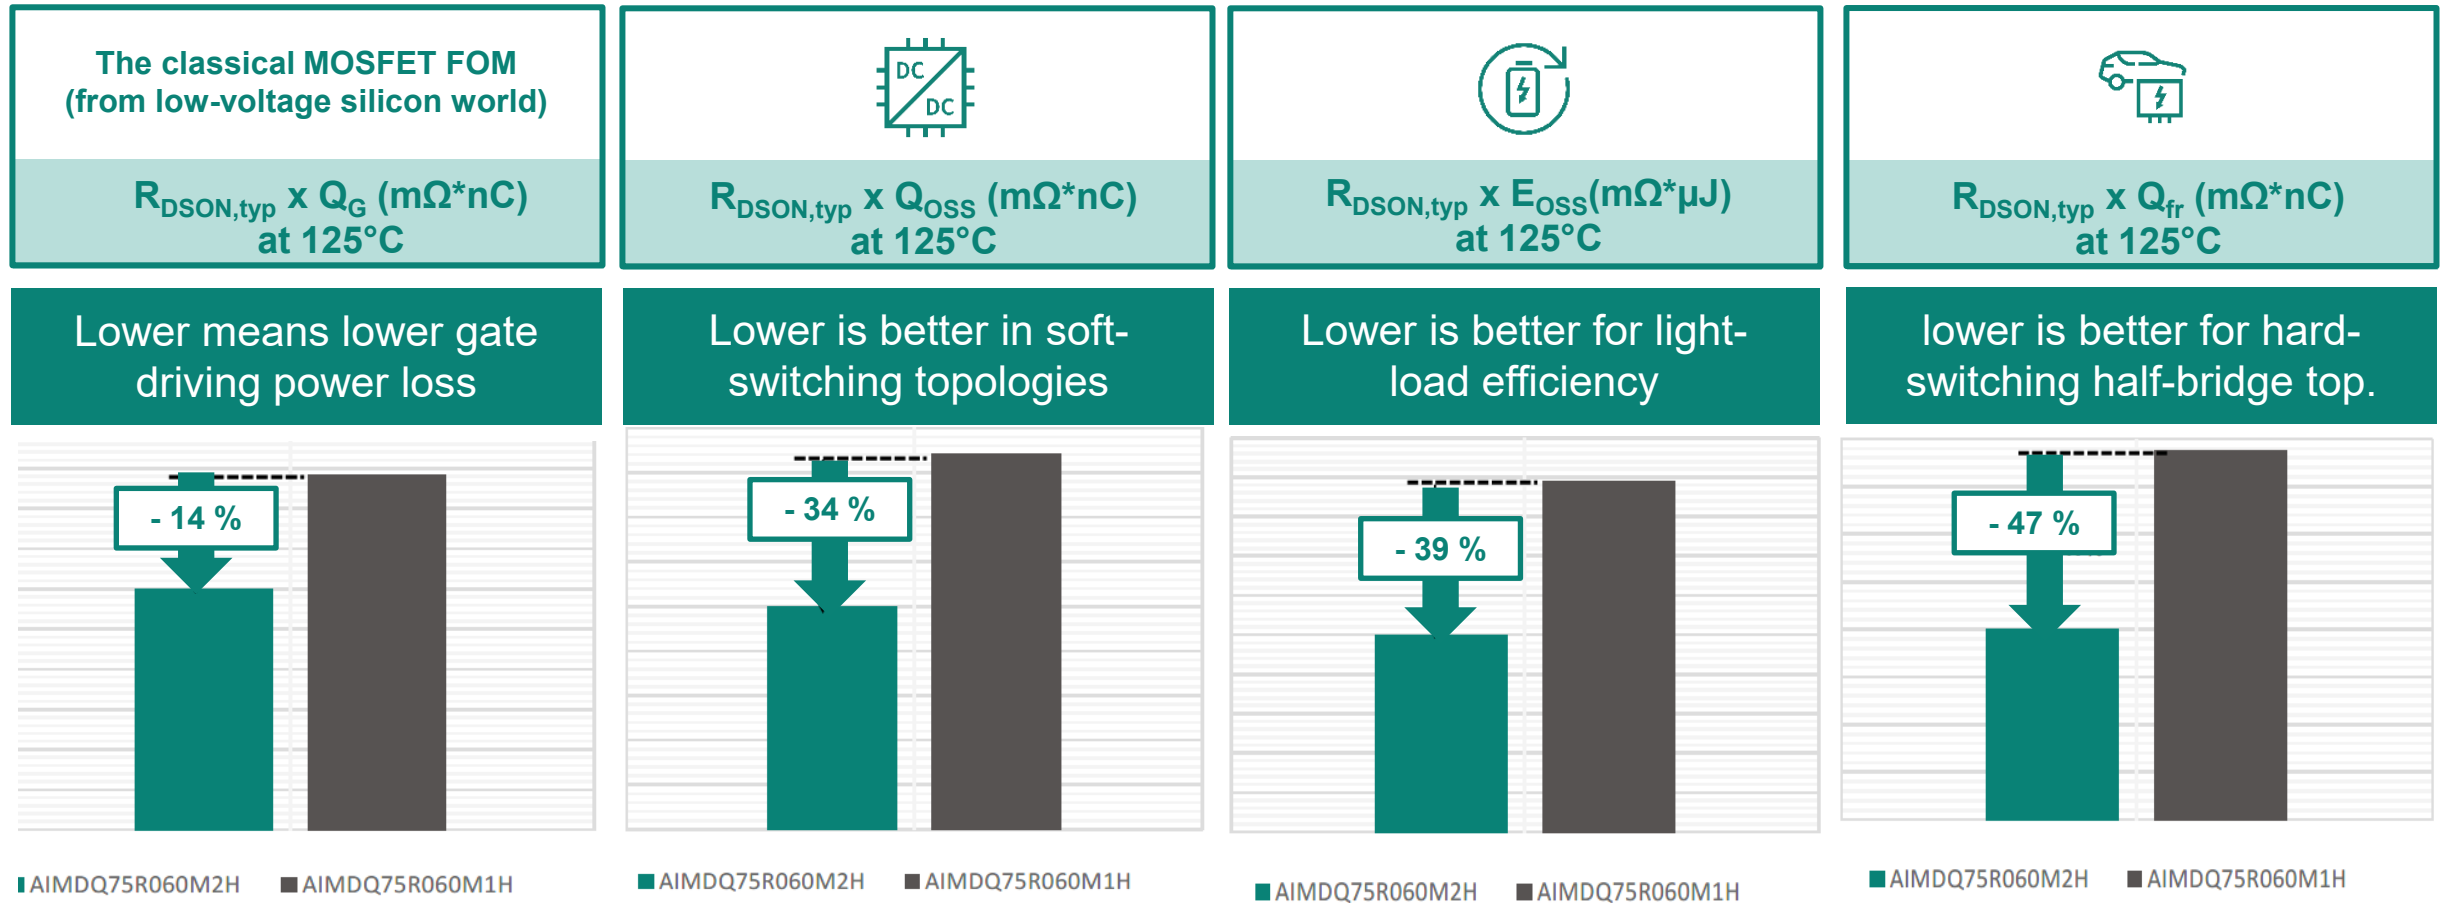 The classical MOSFET FOM
(from low-voltage silicon world)
RDSON,typ x QG (mΩ*nC)
at 125°C
Lower means lower gate
driving power loss
- 14 %
AIMDQ75R060M2H
AIMDQ75R060M1H
DC
DC
RDSON,typ x QOSS (mΩ*nC)
at 125°C
Lower is better in soft-
switching topologies
- 34 %
AIMDQ75R060M2H
AIMDQ75R060M1H
RDSON,typ x EOSS(mΩ*µJ)
at 125°C
Lower is better for light-
load efficiency
- 39 %
AIMDQ75R060M2H
AIMDQ75R060M1H
RDSON,typ x Qfr (mΩ*nC)
at 125°C
lower is better for hard-
switching half-bridge top.
- 47 %
AIMDQ75R060M2H
AIMDQ75R060M1H